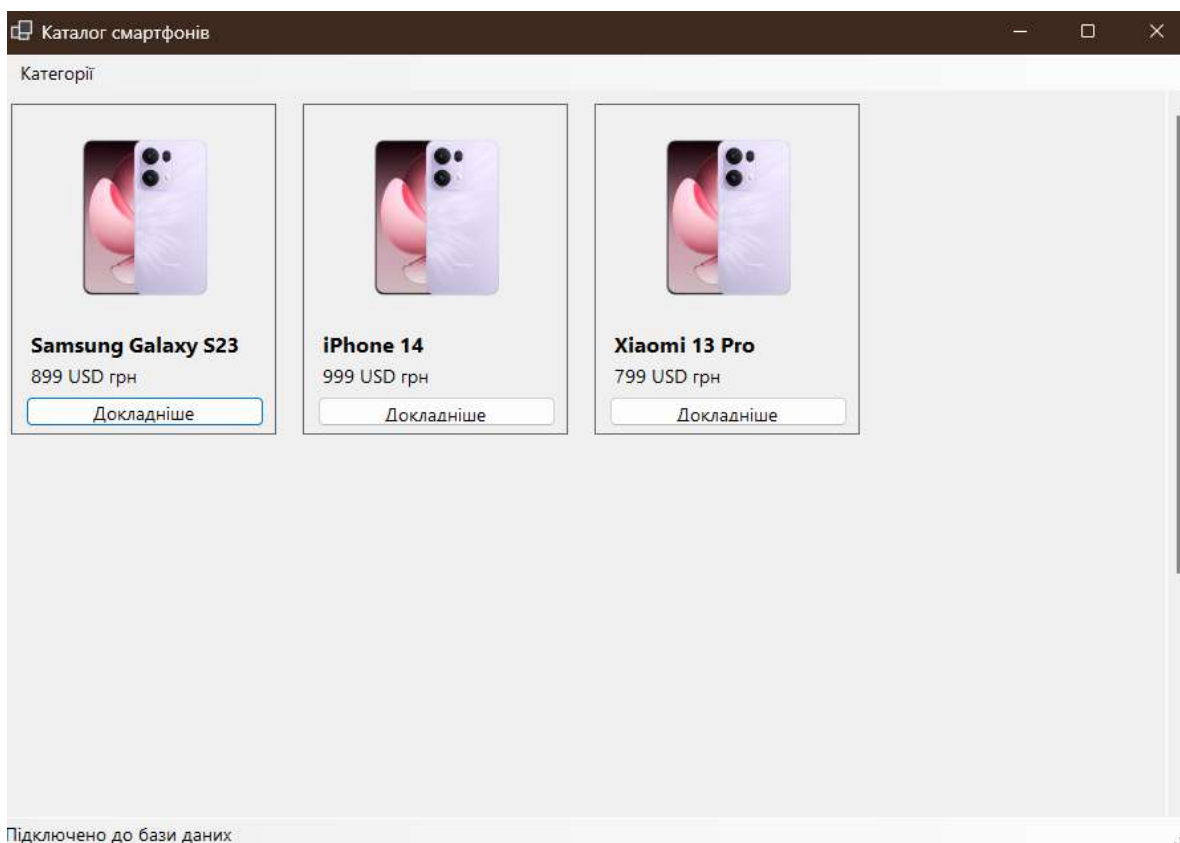 Каталог смартфонів
Категорії
Samsung Galaxy S23
899 USD грн
Докладніше
iPhone 14
999 USD грн
Докладніше
Xiaomi 13 Pro
799 USD грн
Докладніше
Підключено до бази даних